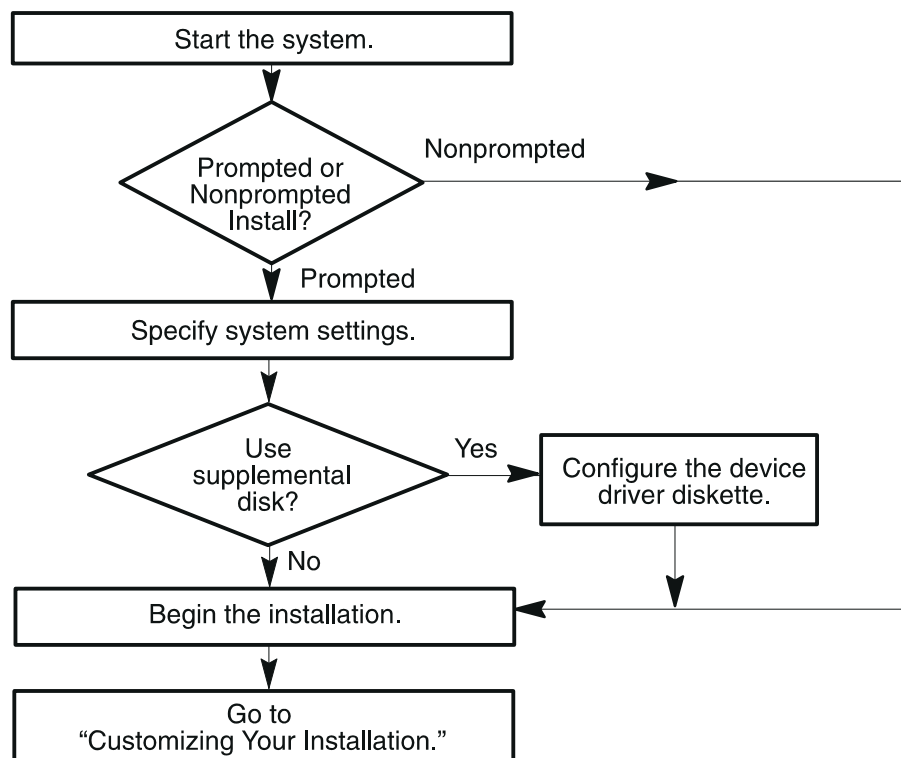 Start the system.
Nonprompted
Prompted or
Nonprompted
Install?
Prompted
Specify system settings.
Use
supplemental
disk?
Yes
Configure the device
driver diskette.
No
Begin the installation.
Go to
“Customizing Your Installation.”